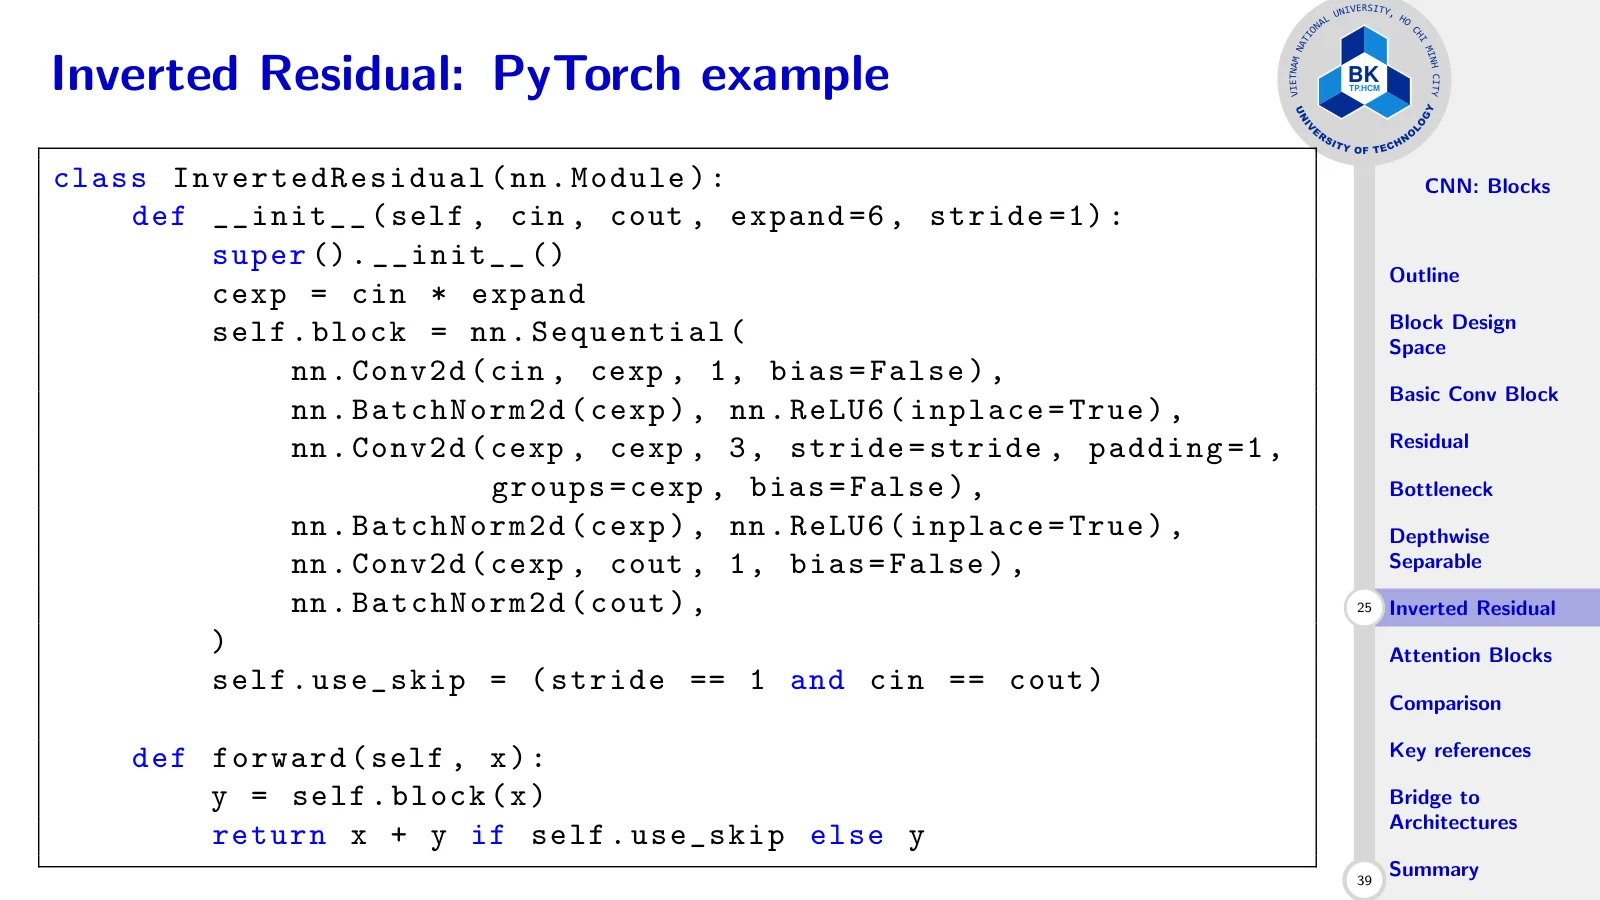 Inverted Residual: PyTorch example
class InvertedResidual(nn.Module):
    def __init__(self, cin, cout, expand=6, stride=1):
        super().__init__()
        cexp = cin * expand
        self.block = nn.Sequential(
            nn.Conv2d(cin, cexp, 1, bias=False),
            nn.BatchNorm2d(cexp), nn.ReLU6(inplace=True),
            nn.Conv2d(cexp, cexp, 3, stride=stride, padding=1,
                      groups=cexp, bias=False),
            nn.BatchNorm2d(cexp), nn.ReLU6(inplace=True),
            nn.Conv2d(cexp, cout, 1, bias=False),
            nn.BatchNorm2d(cout),
        )
        self.use_skip = (stride == 1 and cin == cout)

    def forward(self, x):
        y = self.block(x)
        return x + y if self.use_skip else y
VIETNAM NATIONAL UNIVERSITY, HO CHI MINH CITY
BK
TP.HCM
UNIVERSITY OF TECHNOLOGY
CNN: Blocks
Outline
Block Design
Space
Basic Conv Block
Residual
Bottleneck
Depthwise
Separable
25 Inverted Residual
Attention Blocks
Comparison
Key references
Bridge to
Architectures
Summary
39